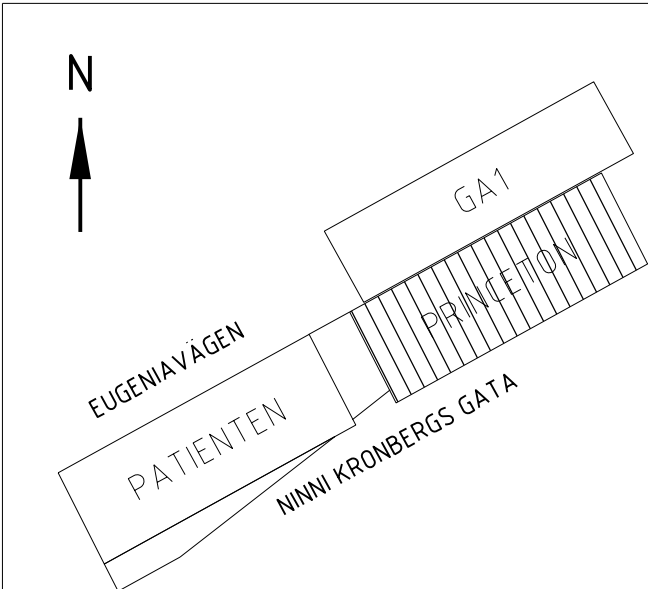 N
GA1
PRINCETON
EUGENIAVÄGEN
PATIENTEN
NINNI KRONBERGS GATA